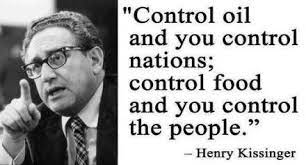 "Control oil
and you control
nations;
control food
and you control
the people.”
– Henry Kissinger